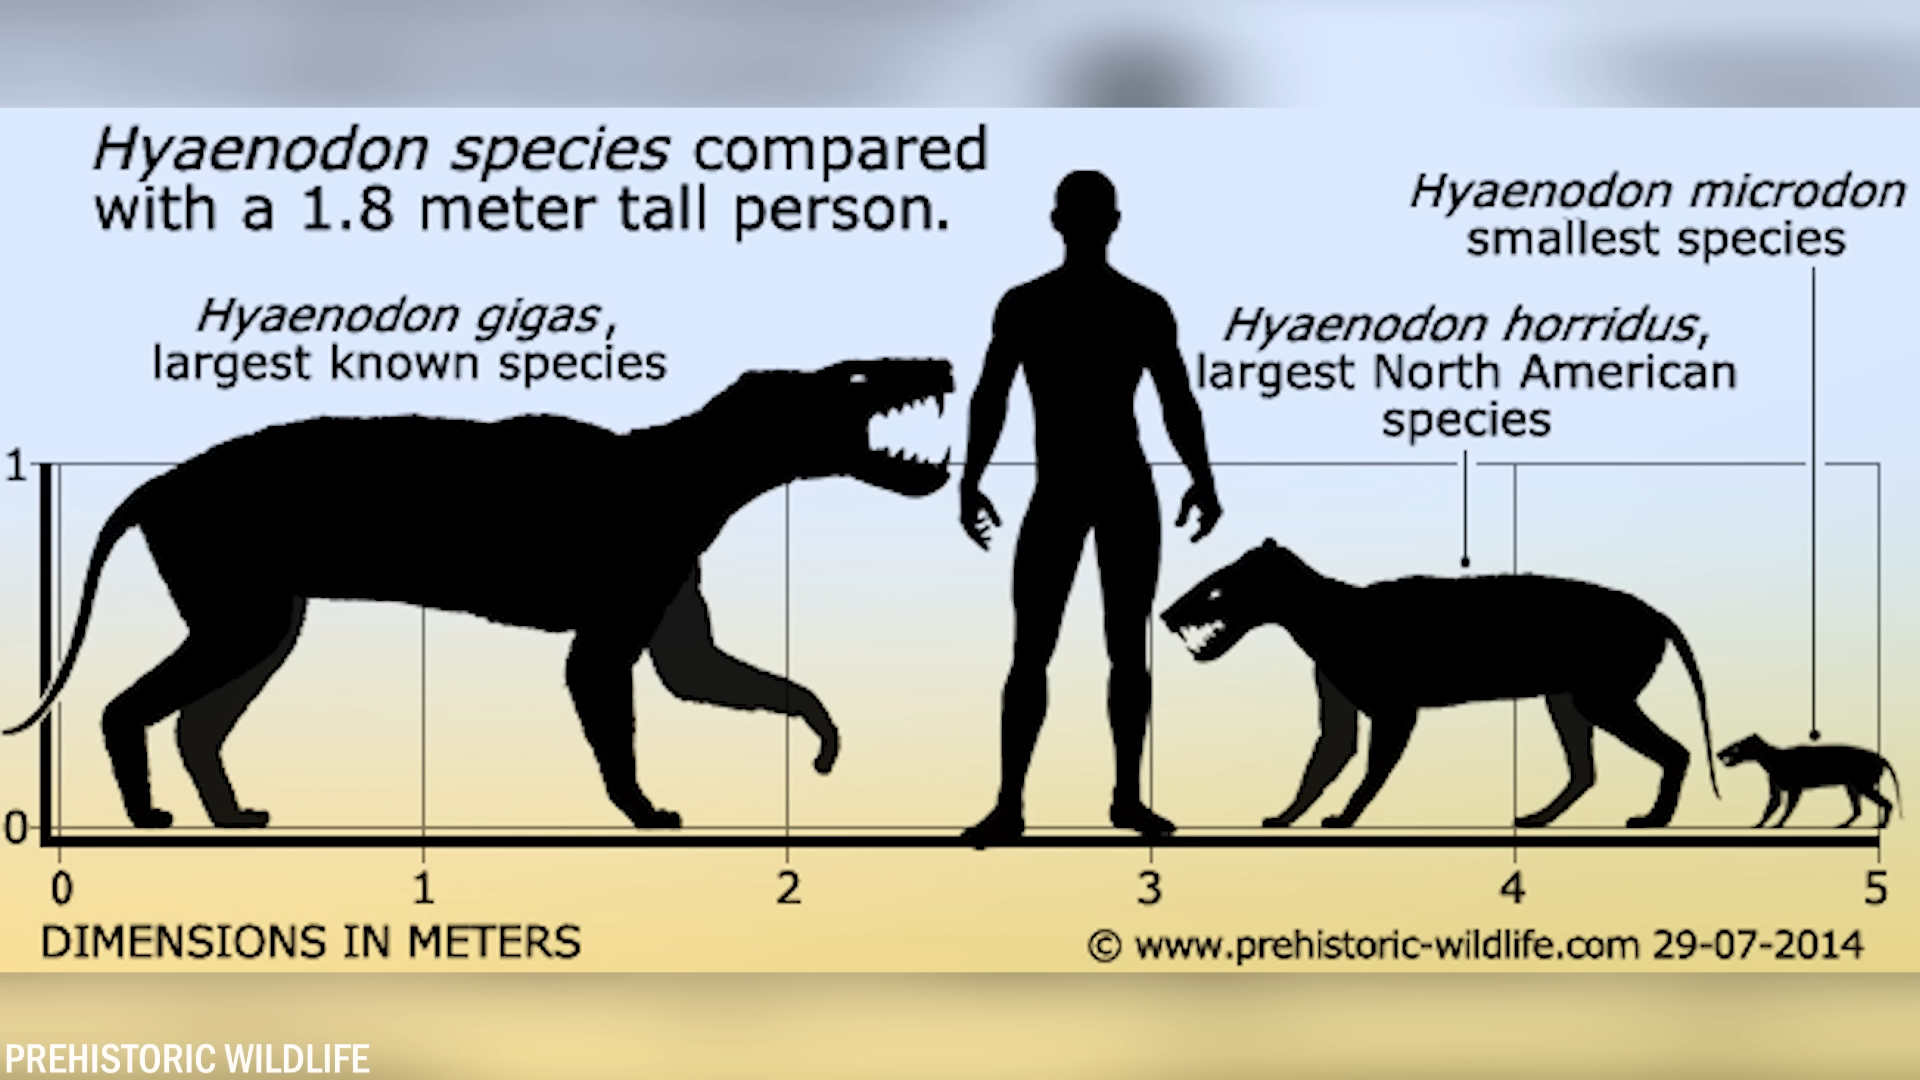 Hyaenodon species compared
with a 1.8 meter tall person.
Hyaenodon microdon
smallest species
Hyaenodon gigas,
largest known species
Hyaenodon horridus,
largest North American
species
1
0
0 1 2 3 4 5
DIMENSIONS IN METERS
© www.prehistoric-wildlife.com 29-07-2014
PREHISTORIC WILDLIFE